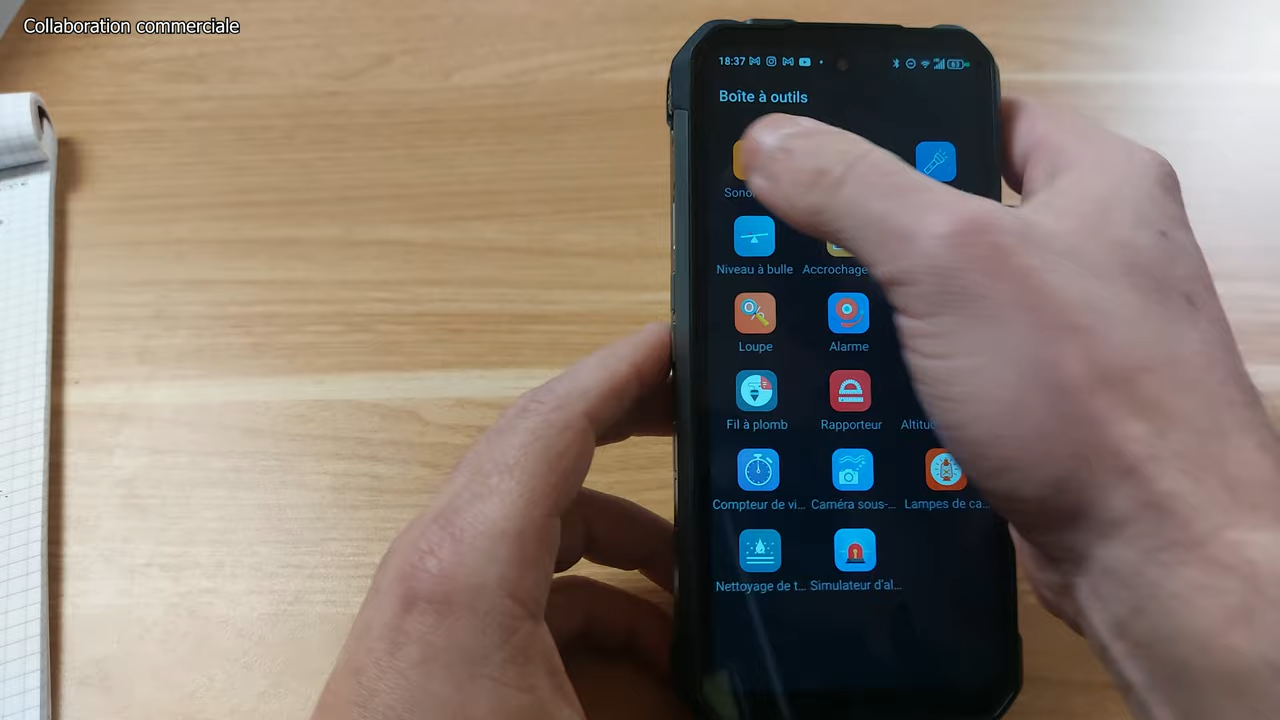 Collaboration commerciale
18:37
83
Boîte à outils
Niveau à bulle
Accrochage
Loupe
Alarme
Fil à plomb
Rapporteur
Compteur de vi...
Caméra sous-...
Lampes de ca...
Nettoyage de t...
Simulateur d'al...